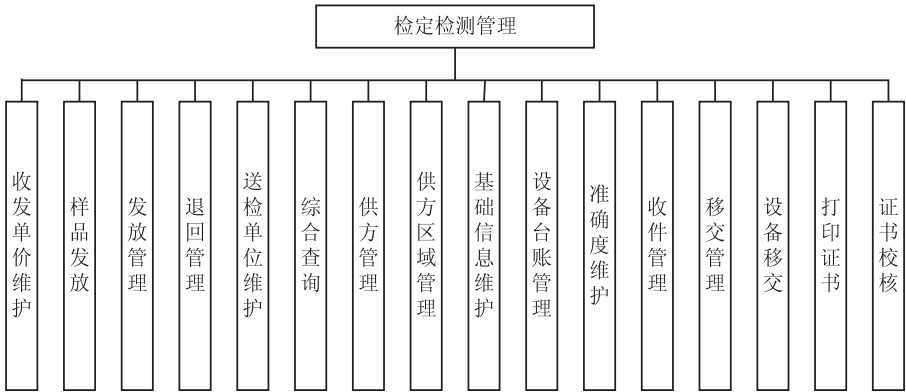 检定检测管理
收发单价维护
样品发放
发放管理
退回管理
送检单位维护
综合查询
供方管理
供方区域管理
基础信息维护
设备台账管理
准确度维护
收件管理
移交管理
设备移交
打印证书
证书校核